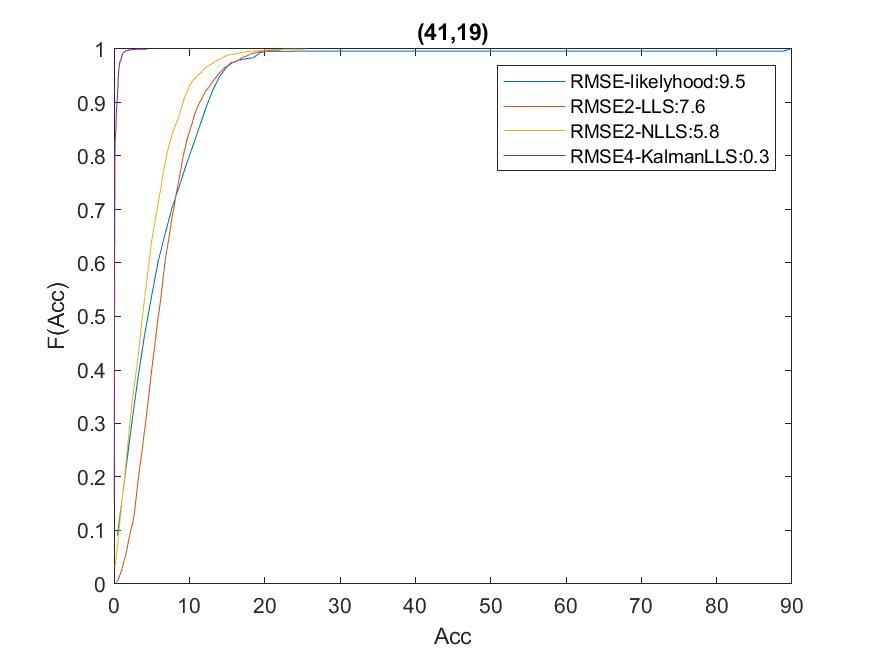 (41,19)
1
0.9
0.8
0.7
0.6
0.5
0.4
0.3
0.2
0.1
0
F(Acc)
RMSE-likelyhood:9.5
RMSE2-LLS:7.6
RMSE2-NLLS:5.8
RMSE4-KalmanLLS:0.3
0 10 20 30 40 50 60 70 80 90
Acc